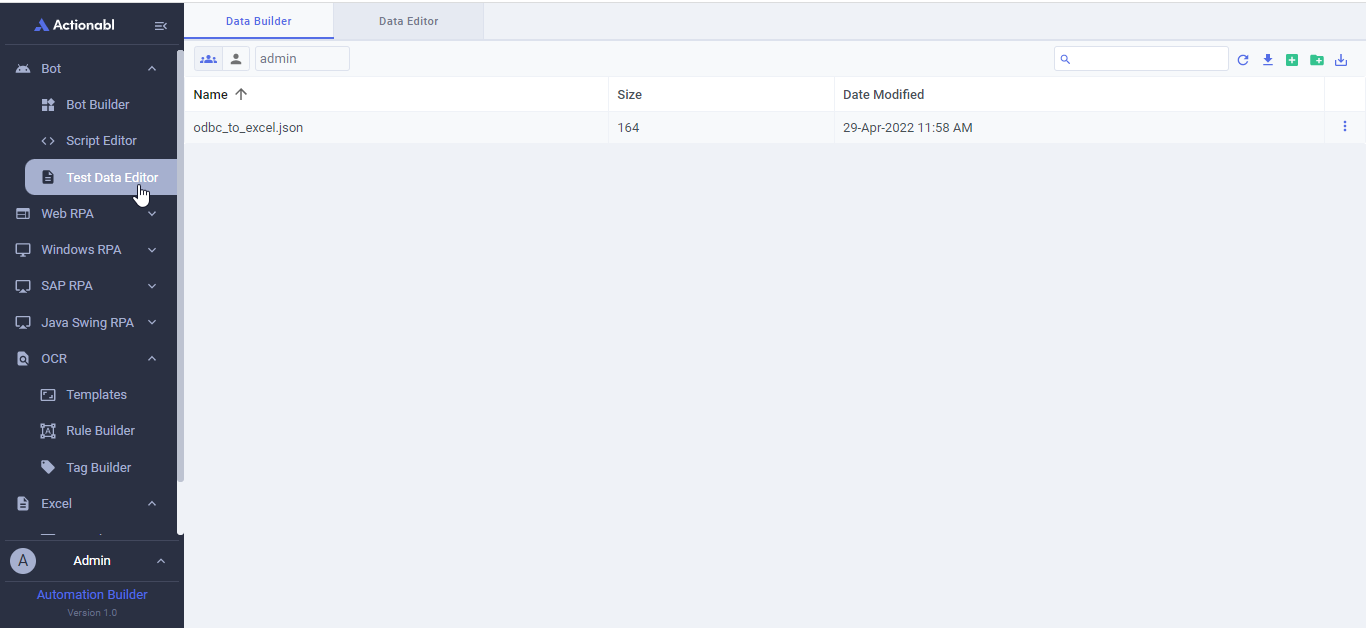 Actionabl
Bot
Bot Builder
Script Editor
Test Data Editor
Web RPA
Windows RPA
SAP RPA
Java Swing RPA
OCR
Templates
Rule Builder
Tag Builder
Excel
A Admin
Automation Builder
Version 1.0
Data Builder Data Editor
admin
Name Size Date Modified
odbc_to_excel.json 164 29-Apr-2022 11:58 AM